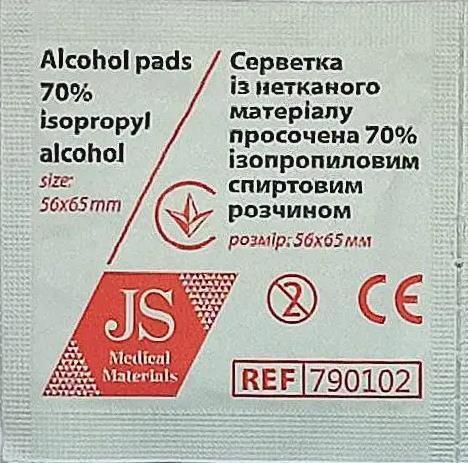 Alcohol pads
70%
isopropyl
alcohol
size:
56x65mm
Серветка
із нетканого
матеріалу
просочена 70%
ізопропиловим
спиртовим
розчином
розмір: 56х65мм
JS
Medical
Materials
2
CE
REF 790102